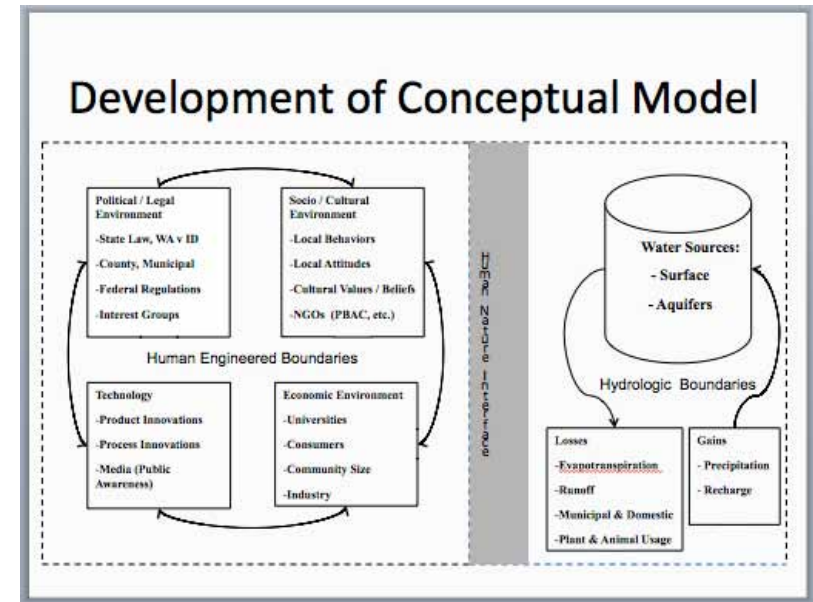 Development of Conceptual Model
Political / Legal
Environment
-State Law, WA v ID
-County, Municipal
-Federal Regulations
-Interest Groups
Socio / Cultural
Environment
-Local Behaviors
-Local Attitudes
-Cultural Values / Beliefs
-NGOs (PBAC, etc.)
Human Engineered Boundaries
Technology
-Product Innovations
-Process Innovations
-Media (Public
Awareness)
Economic Environment
-Universities
-Consumers
-Community Size
-Industry
Human Nature Interface
Water Sources:
- Surface
- Aquifers
Hydrologic Boundaries
Losses
-Evapotranspiration
-Runoff
-Municipal & Domestic
-Plant & Animal Usage
Gains
- Precipitation
- Recharge